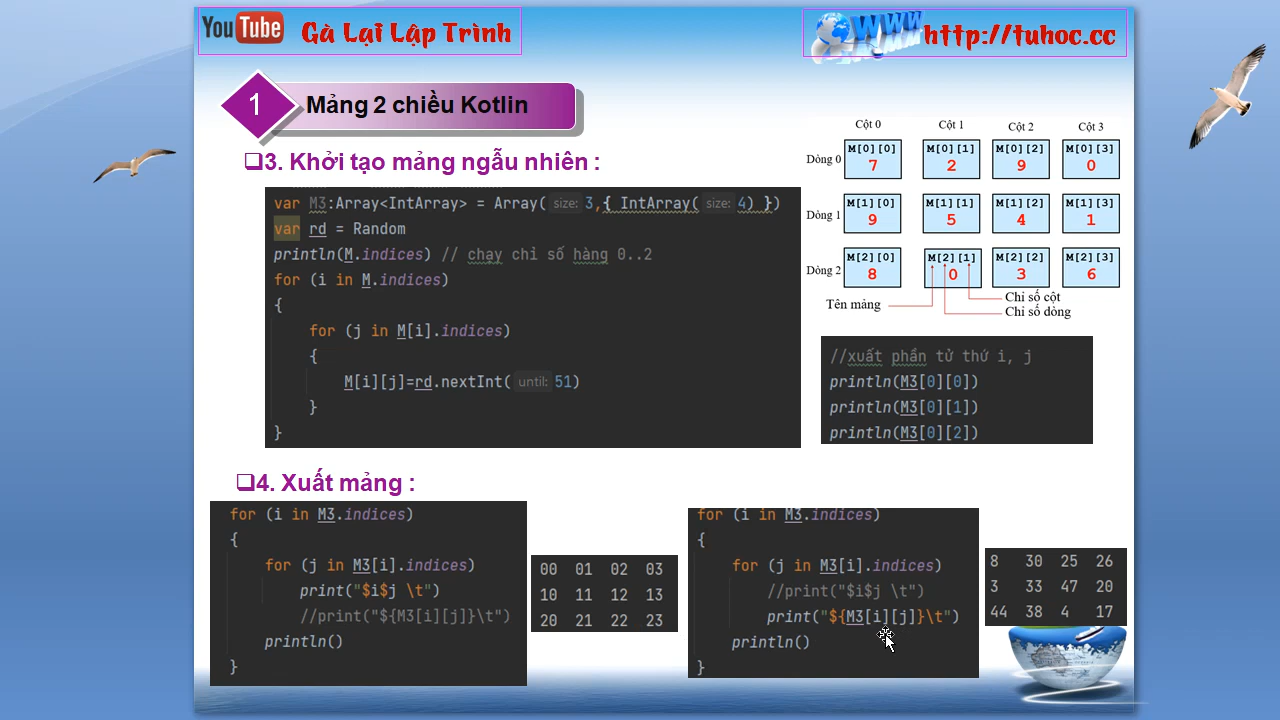 YouTube Gà Lại Lập Trình
WWW http://tuhoc.cc
1 Mảng 2 chiều Kotlin
❑3. Khởi tạo mảng ngẫu nhiên :
var M3:Array<IntArray> = Array( size: 3,{ IntArray( size: 4) })
var rd = Random
println(M.indices) // chạy chỉ số hàng 0..2
for (i in M.indices)
{
for (j in M[i].indices)
{
M[i][j]=rd.nextInt( until: 51)
}
}
Cột 0 Cột 1 Cột 2 Cột 3
Dòng 0
M[0][0] M[0][1] M[0][2] M[0][3]
7 2 9 0
Dòng 1
M[1][0] M[1][1] M[1][2] M[1][3]
9 5 4 1
Dòng 2
M[2][0] M[2][1] M[2][2] M[2][3]
8 0 3 6
Tên mảng
Chỉ số cột
Chỉ số dòng
//xuất phần tử thứ i, j
println(M3[0][0])
println(M3[0][1])
println(M3[0][2])
❑4. Xuất mảng :
for (i in M3.indices)
{
for (j in M3[i].indices)
print("$i$j \t")
//print("${M3[i][j]}\t")
println()
}
00 01 02 03
10 11 12 13
20 21 22 23
for (i in M3.indices)
{
for (j in M3[i].indices)
//print("$i$j \t")
print("${M3[i][j]}\t")
println()
}
8 30 25 26
3 33 47 20
44 38 4 17